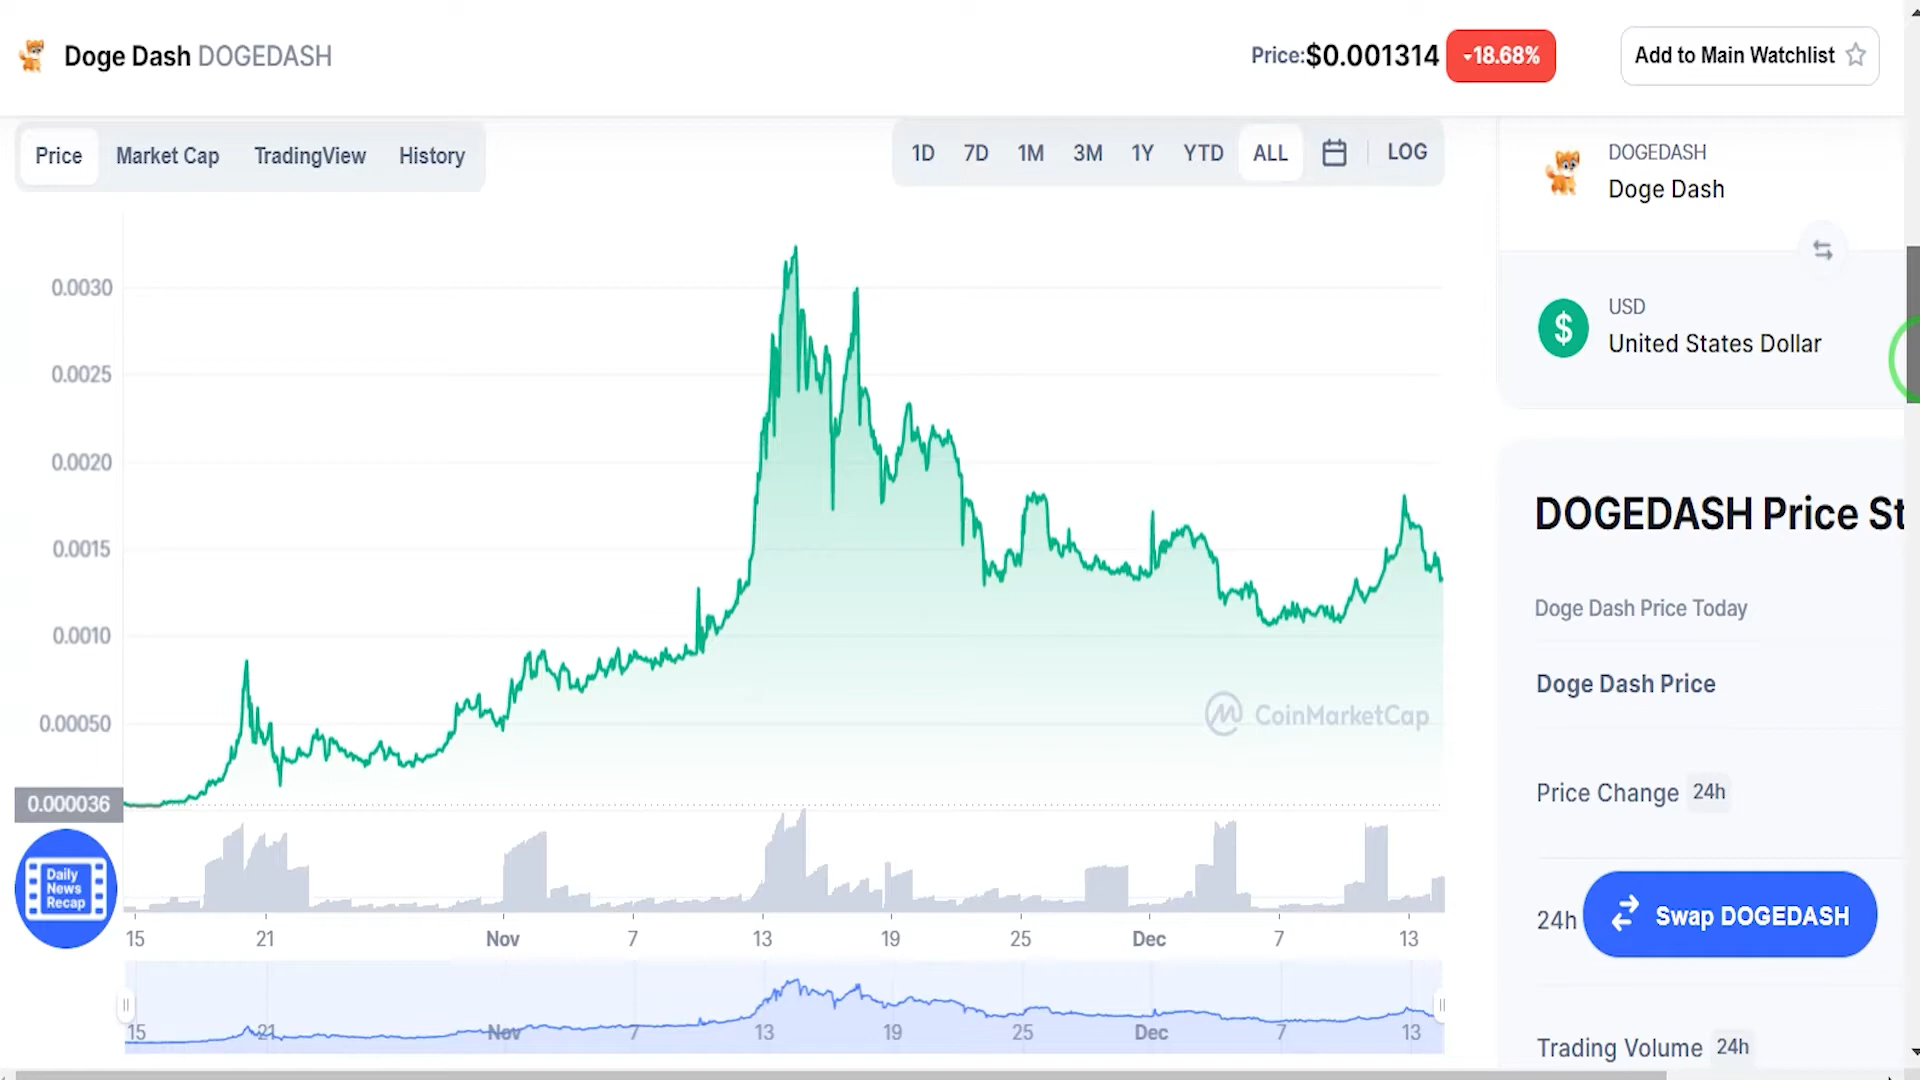 Doge Dash DOGEDASH
Price:$0.001314 -18.68% Add to Main Watchlist
Price Market Cap TradingView History
1D 7D 1M 3M 1Y YTD ALL LOG
DOGEDASH
Doge Dash
USD
$ United States Dollar
0.0030
0.0025
0.0020
0.0015
0.0010
0.00050
0.000036
CoinMarketCap
Daily
News
Recap
15 21 Nov 7 13 19 25 Dec 7 13
15 21 Nov 7 13 19 25 Dec 7 13
DOGEDASH Price St
Doge Dash Price Today
Doge Dash Price
Price Change 24h
24h Swap DOGEDASH
Trading Volume 24h